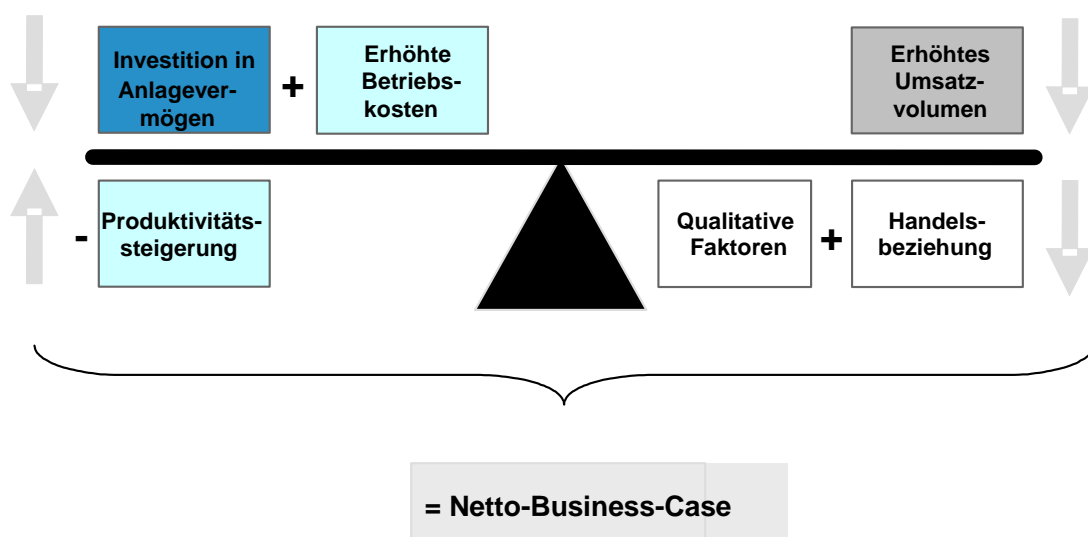 Investition in
Anlagever-
mögen
+
Erhöhte
Betriebs-
kosten
Erhöhtes
Umsatz-
volumen
-
Produktivitäts-
steigerung
Qualitative
Faktoren
+
Handels-
beziehung
= Netto-Business-Case